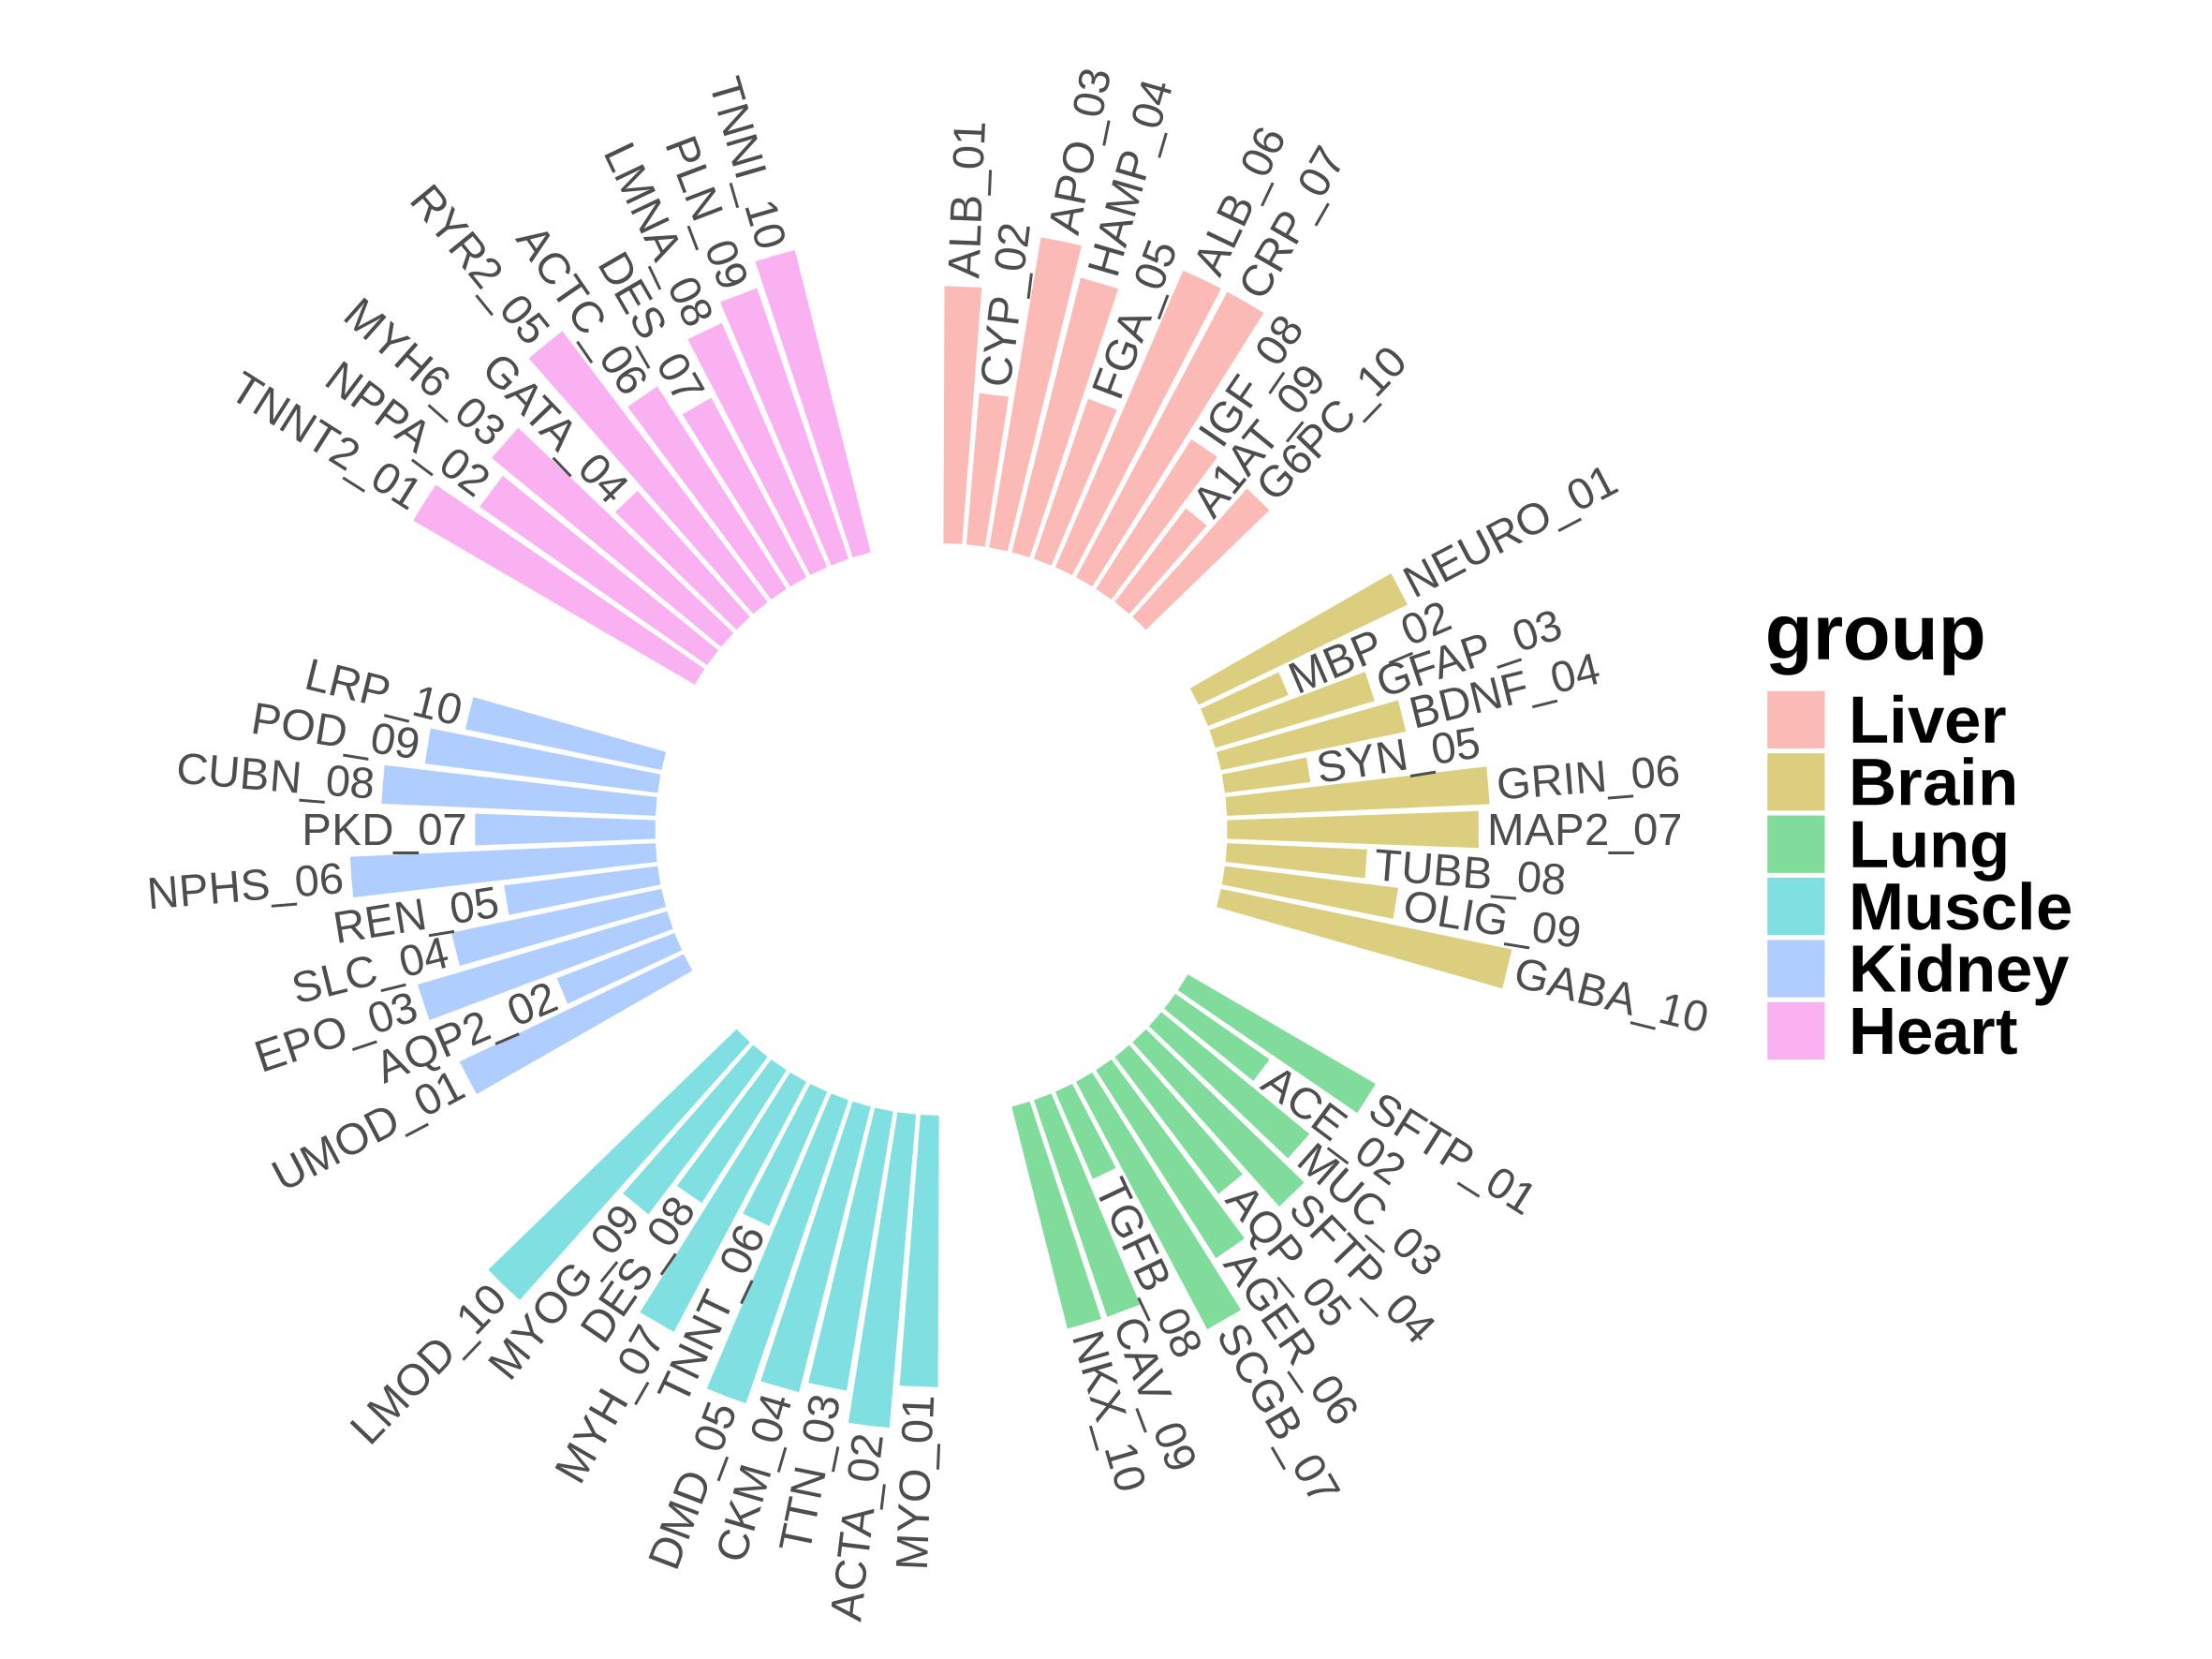 ALB_01
CYP_02
APO_03
HAMP_04
FGA_05
ALB_06
CRP_07
IGF_08
A1AT_09
G6PC_10
NEURO_01
MBP_02
GFAP_03
BDNF_04
SYN_05
GRIN_06
MAP2_07
TUBB_08
OLIG_09
GABA_10
SFTP_01
ACE_02
MUC_03
SFTP_04
AQP_05
AGER_06
SCGB_07
TGFB_08
CAV_09
NKX_10
MYO_01
ACTA_02
TTN_03
CKM_04
DMD_05
TNNT_06
MYH_07
DES_08
MYOG_09
LMOD_10
UMOD_01
AQP2_02
EPO_03
SLC_04
REN_05
NPHS_06
PKD_07
CUBN_08
POD_09
LRP_10
TNNT2_01
NPPA_02
MYH6_03
GATA_04
RYR2_05
ACTC_06
DES_07
LMNA_08
PLN_09
TNNI_10
group
Liver
Brain
Lung
Muscle
Kidney
Heart